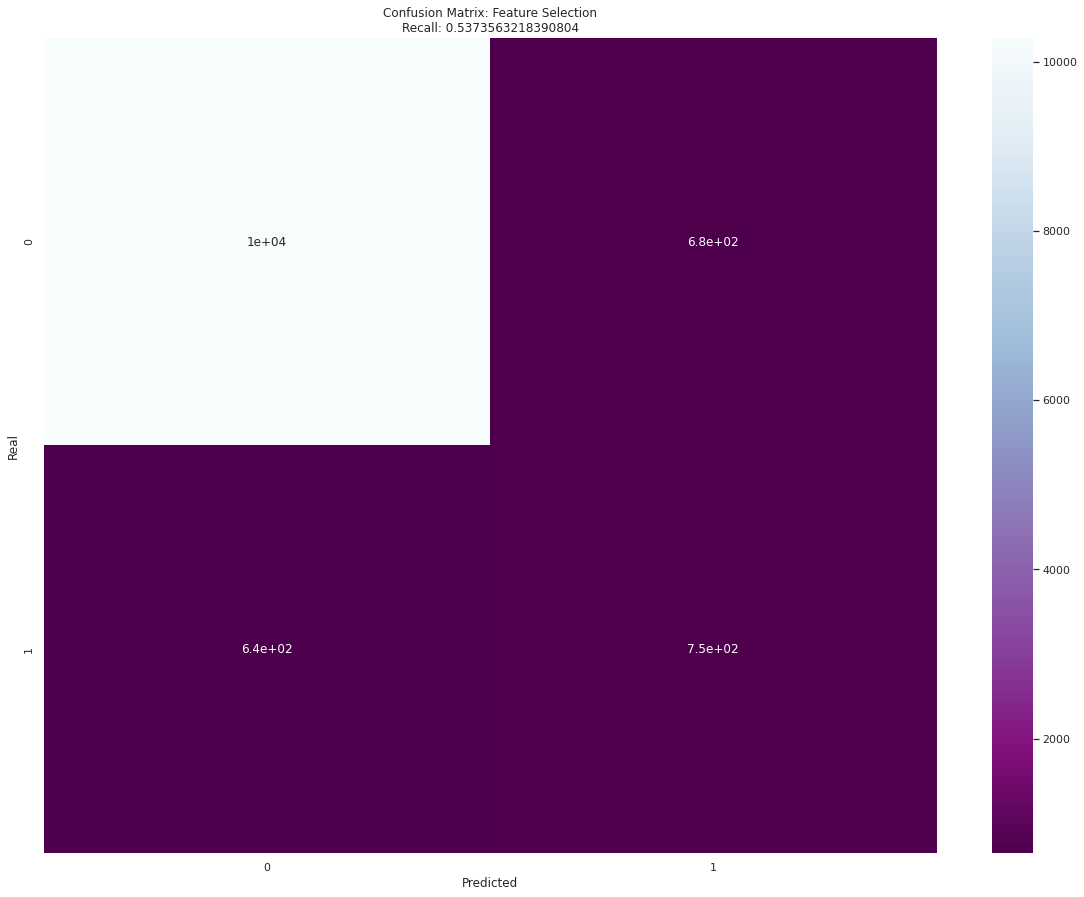 Confusion Matrix: Feature Selection
Recall: 0.5373563218390804
10000
8000
6000
4000
2000
Real
0
1e+04
6.8e+02
1
6.4e+02
7.5e+02
0
1
Predicted